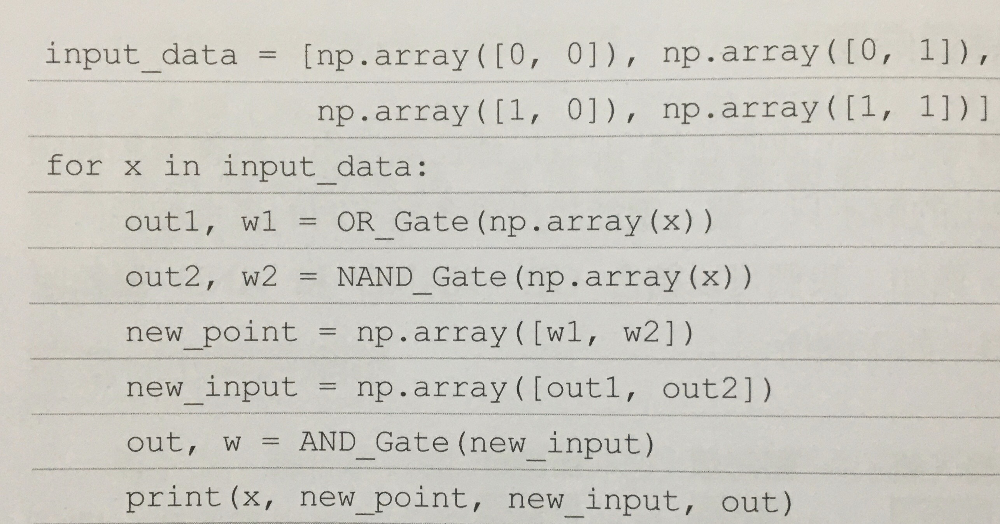 input_data = [np.array([0, 0]), np.array([0, 1]),
np.array([1, 0]), np.array([1, 1])]
for x in input_data:
out1, w1 = OR_Gate(np.array(x))
out2, w2 = NAND_Gate(np.array(x))
new_point = np.array([w1, w2])
new_input = np.array([out1, out2])
out, w = AND_Gate(new_input)
print(x, new_point, new_input, out)